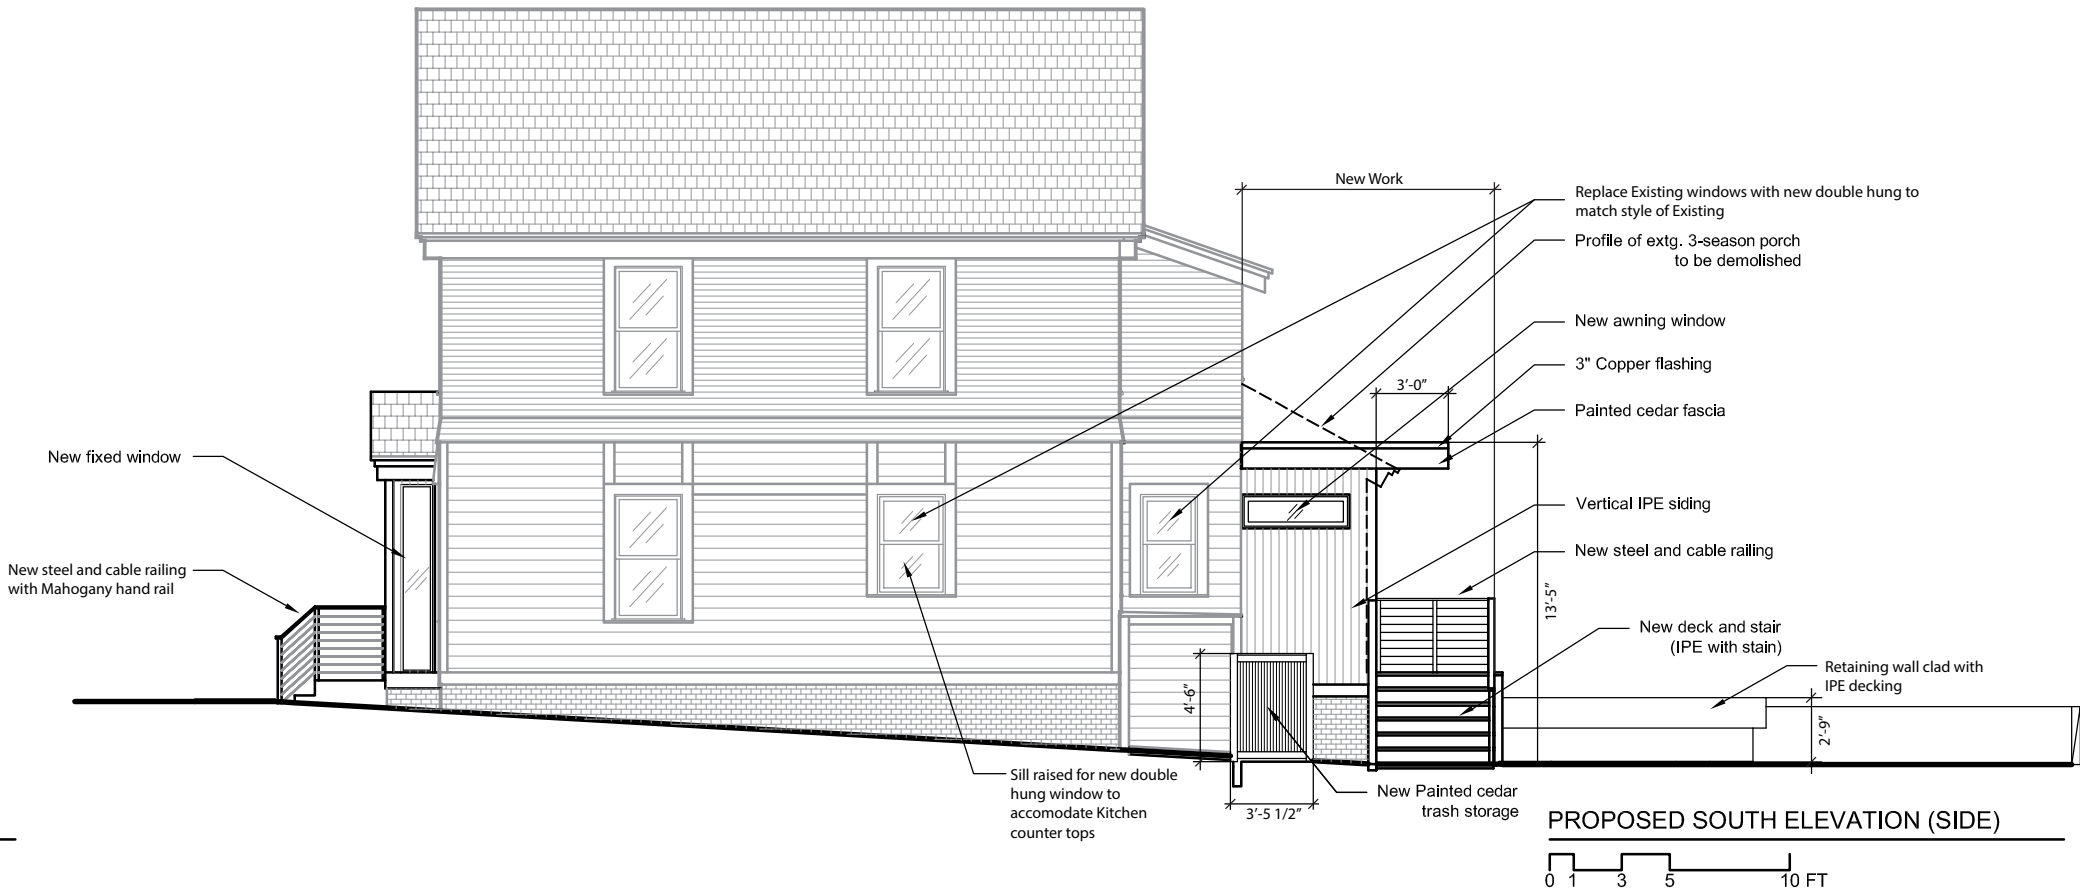 New Work
Replace Existing windows with new double hung to
match style of Existing
Profile of extg. 3-season porch
to be demolished
New awning window
3" Copper flashing
3'-0"
Painted cedar fascia
New fixed window
Vertical IPE siding
New steel and cable railing
New steel and cable railing
with Mahogany hand rail
13'-5"
New deck and stair
(IPE with stain)
Retaining wall clad with
IPE decking
4'-6"
2'-9"
Sill raised for new double
hung window to
accomodate Kitchen
counter tops
3'-5 1/2"
New Painted cedar
trash storage
PROPOSED SOUTH ELEVATION (SIDE)
0 1 3 5 10 FT